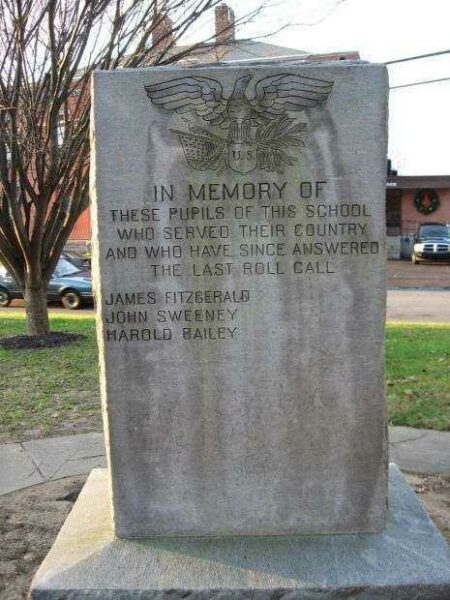 U.S.
IN MEMORY OF
THESE PUPILS OF THIS SCHOOL
WHO SERVED THEIR COUNTRY
AND WHO HAVE SINCE ANSWERED
THE LAST ROLL CALL
JAMES FITZGERALD
JOHN SWEENEY
HAROLD BAILEY